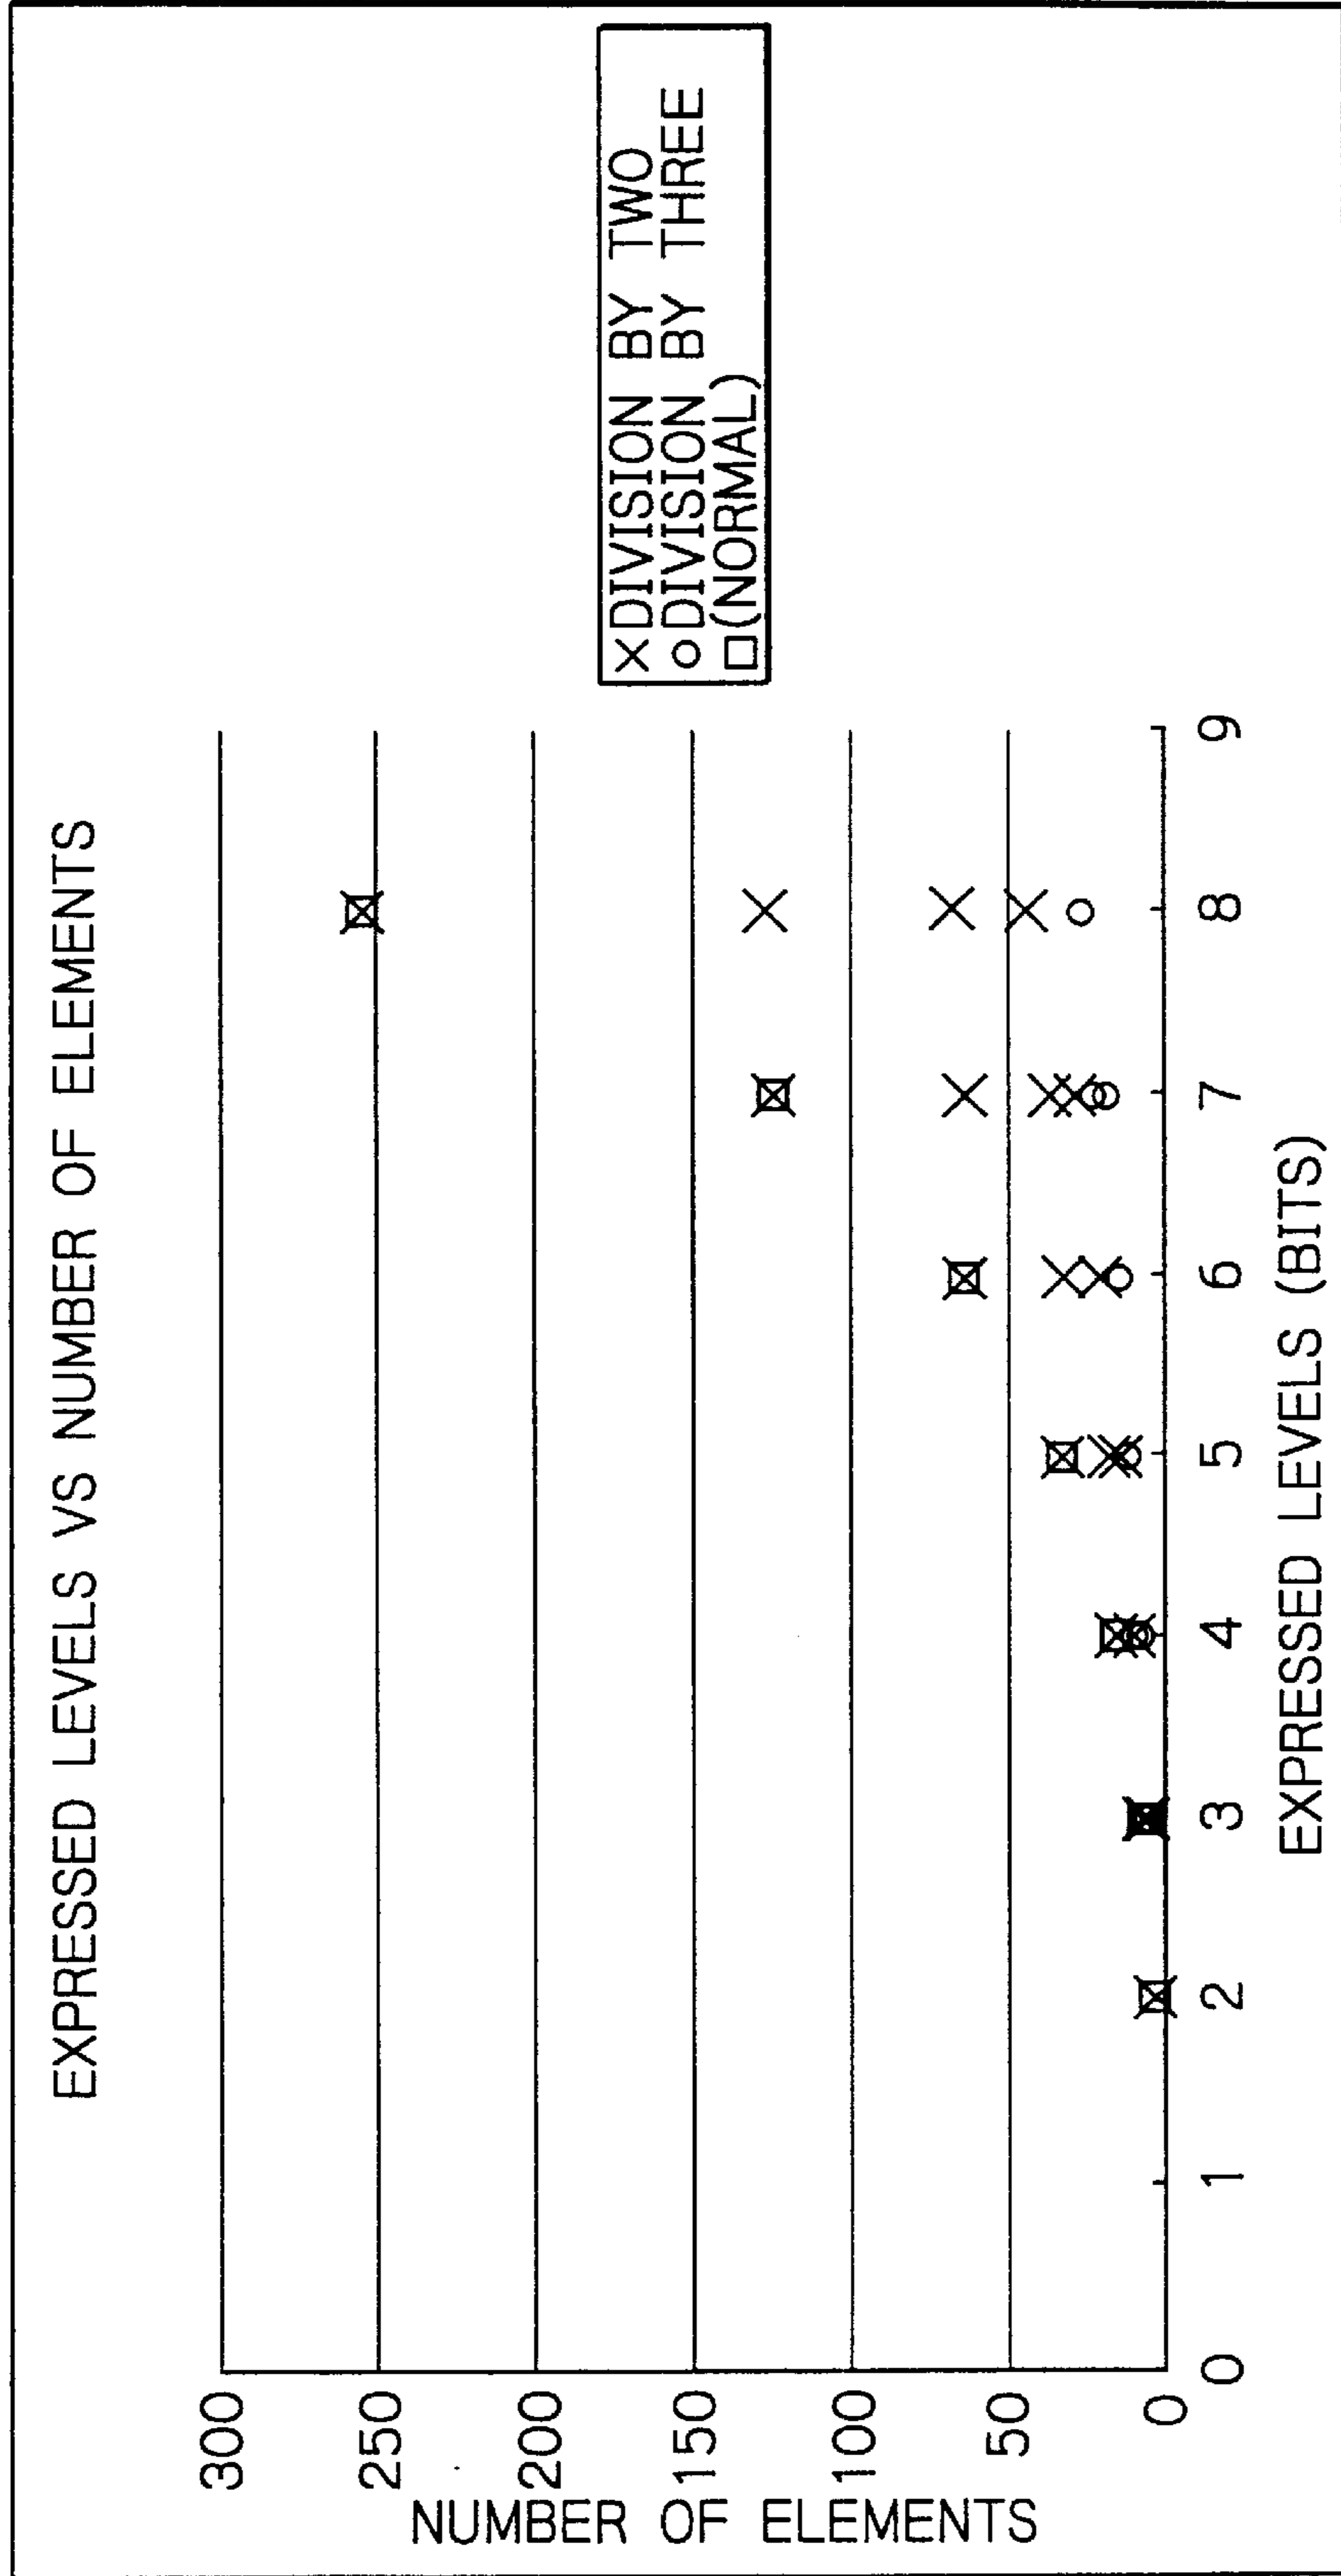 EXPRESSED LEVELS VS NUMBER OF ELEMENTS
NUMBER OF ELEMENTS
300
250
200
150
100
50
0
0 1 2 3 4 5 6 7 8 9
EXPRESSED LEVELS (BITS)
×DIVISION BY TWO
○DIVISION BY THREE
□(NORMAL)